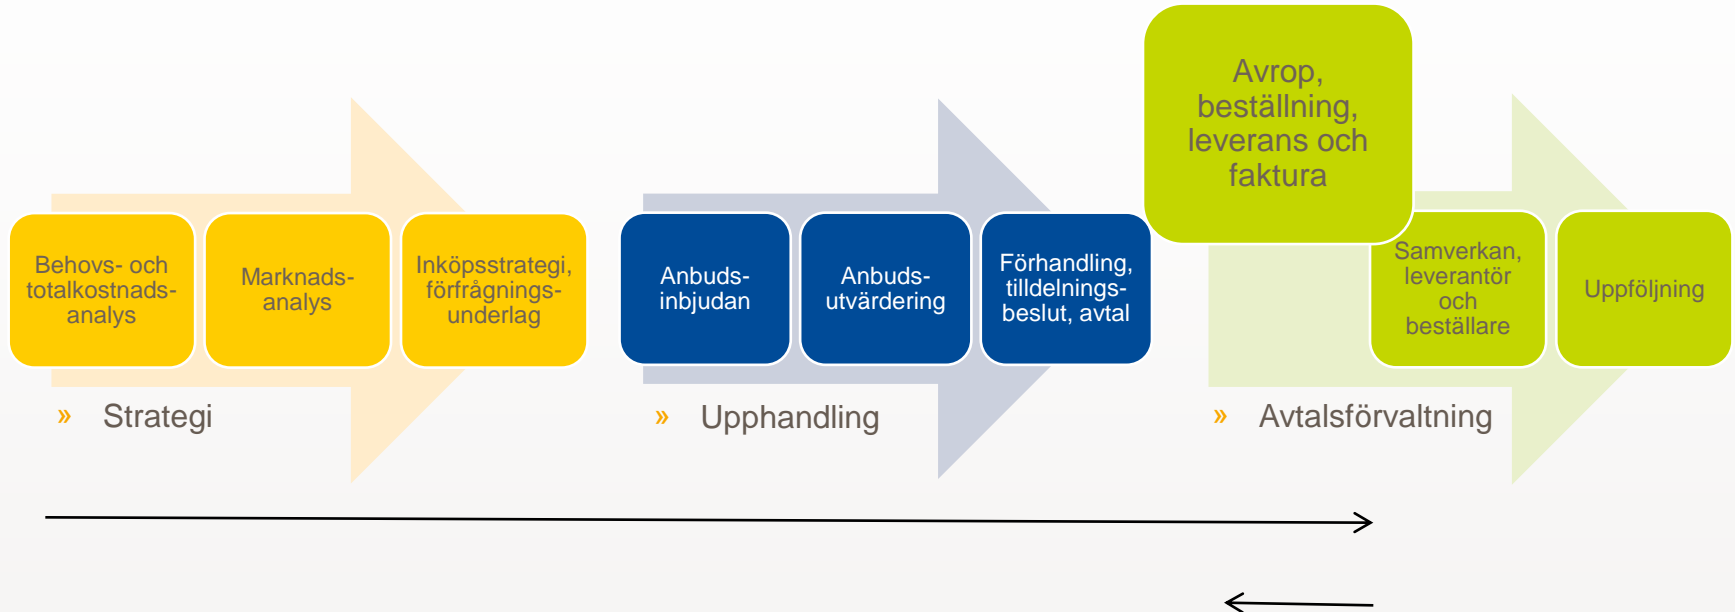 Behovs- och
totalkostnads-
analys
Marknads-
analys
Inköpsstrategi,
förfrågnings-
underlag
» Strategi
Anbuds-
inbjudan
Anbuds-
utvärdering
Förhandling,
tilldelnings-
beslut, avtal
» Upphandling
Avrop,
beställning,
leverans och
faktura
Samverkan,
leverantör
och
beställare
Uppföljning
» Avtalsförvaltning